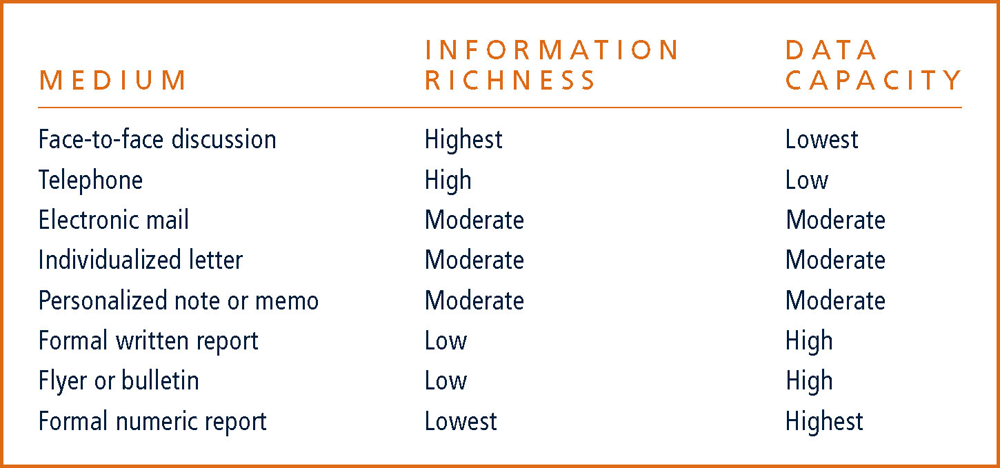 MEDIUM INFORMATION RICHNESS DATA CAPACITY
Face-to-face discussion Highest Lowest
Telephone High Low
Electronic mail Moderate Moderate
Individualized letter Moderate Moderate
Personalized note or memo Moderate Moderate
Formal written report Low High
Flyer or bulletin Low High
Formal numeric report Lowest Highest